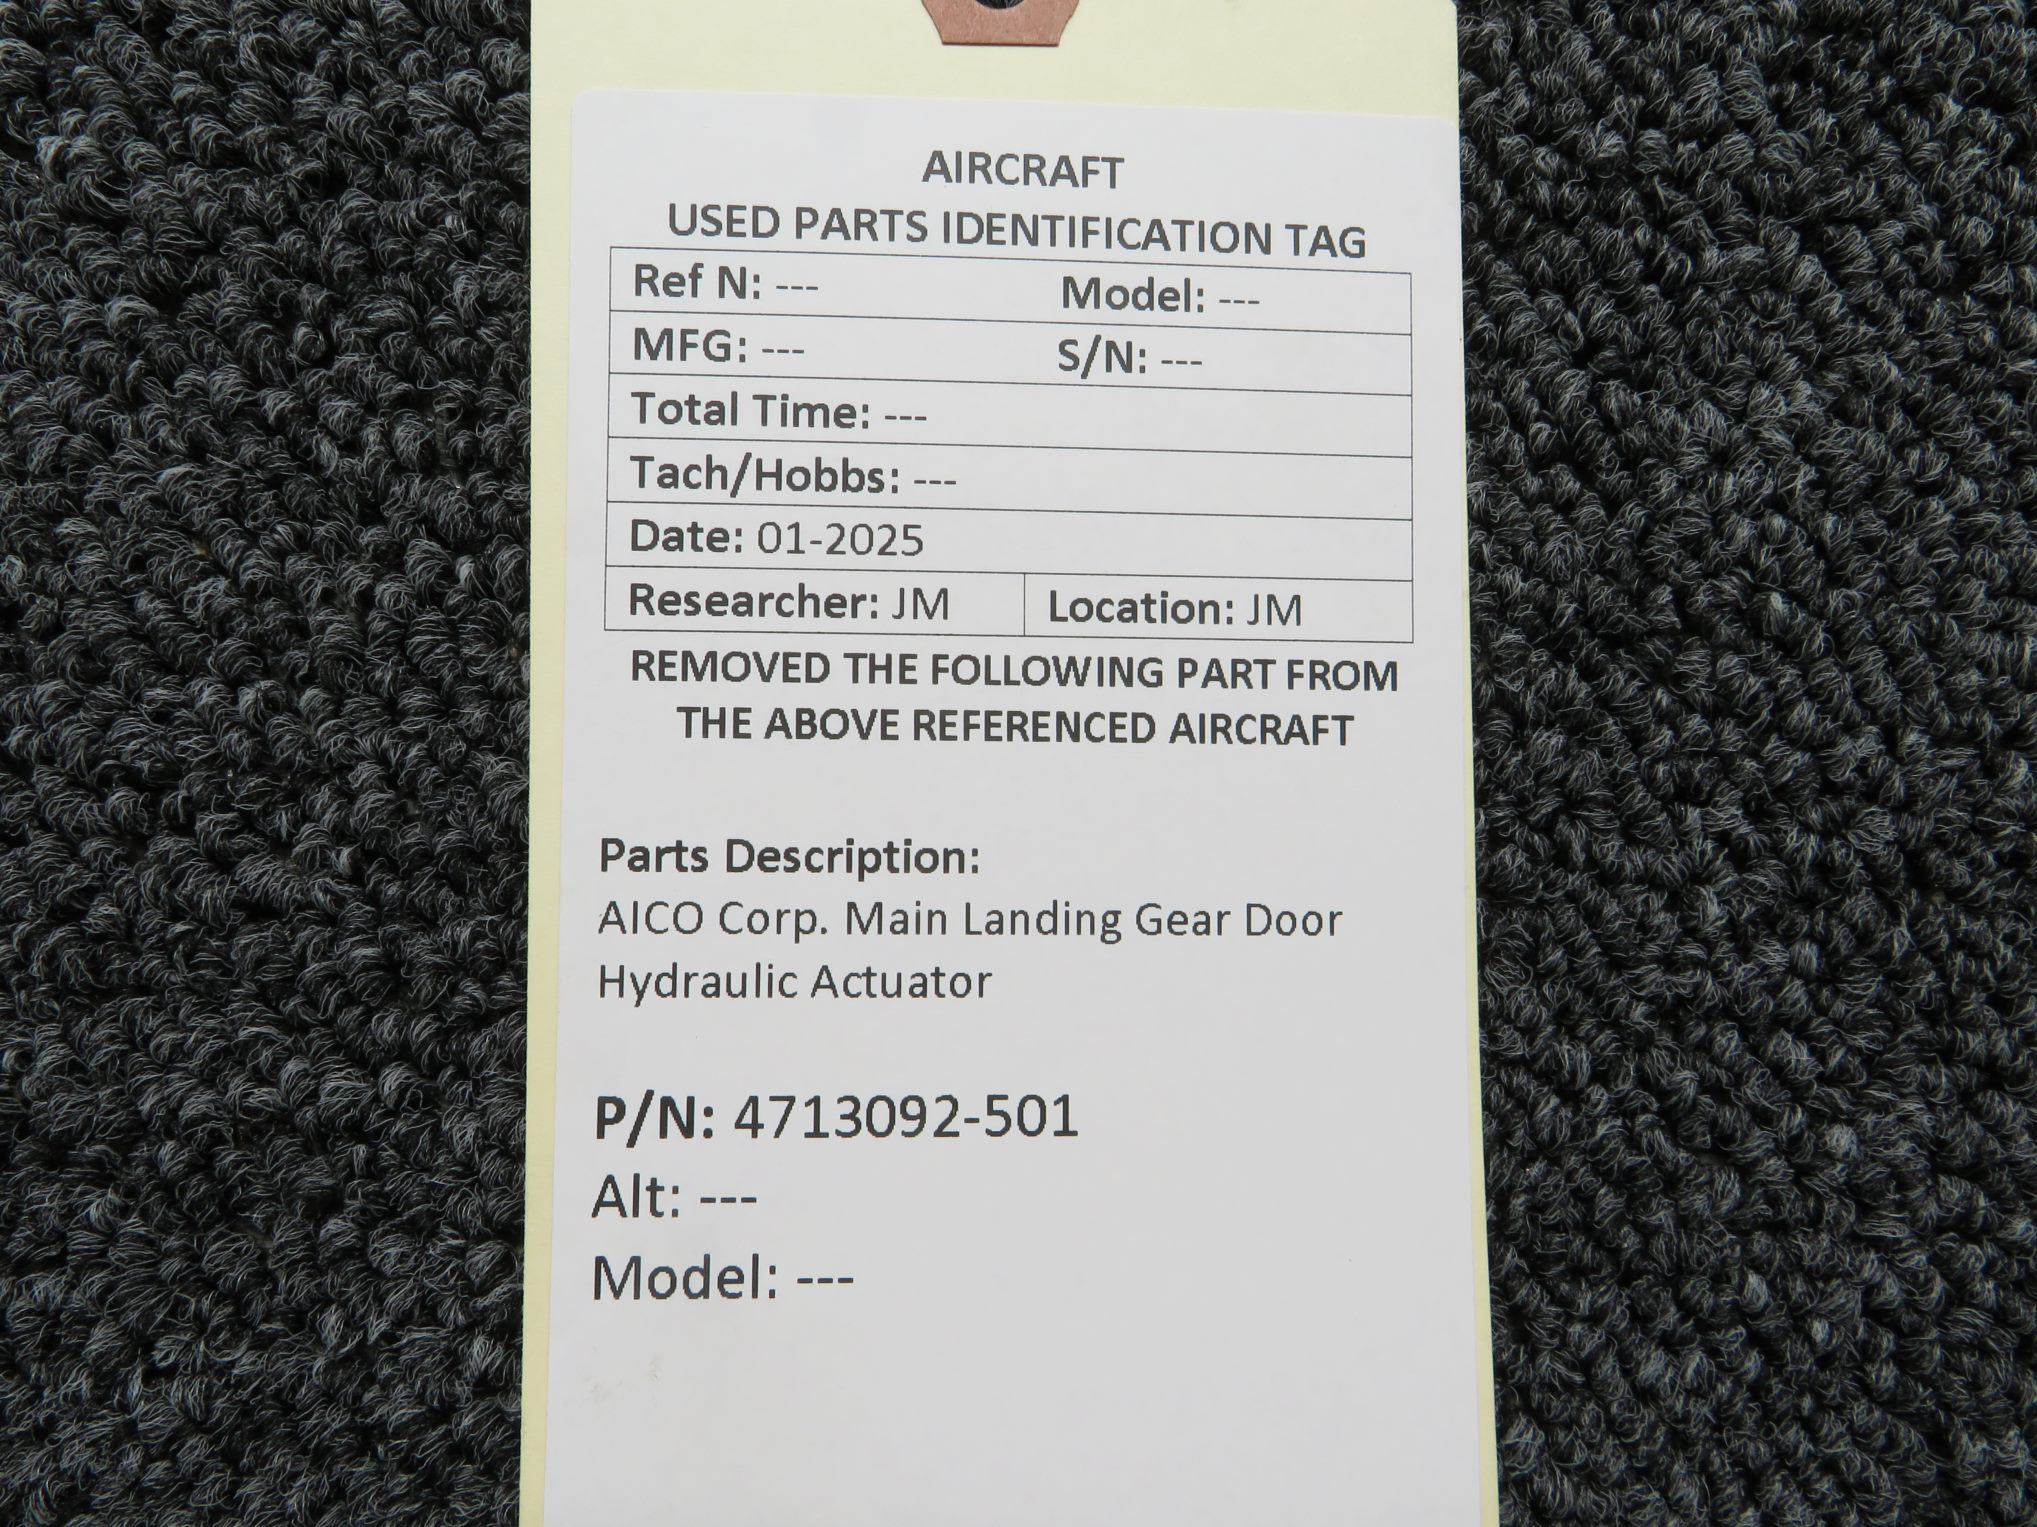 AIRCRAFT
USED PARTS IDENTIFICATION TAG
Ref N: --- Model: ---
MFG: --- S/N: ---
Total Time: ---
Tach/Hobbs: ---
Date: 01-2025
Researcher: JM Location: JM
REMOVED THE FOLLOWING PART FROM
THE ABOVE REFERENCED AIRCRAFT
Parts Description:
AICO Corp. Main Landing Gear Door
Hydraulic Actuator
P/N: 4713092-501
Alt: ---
Model: ---